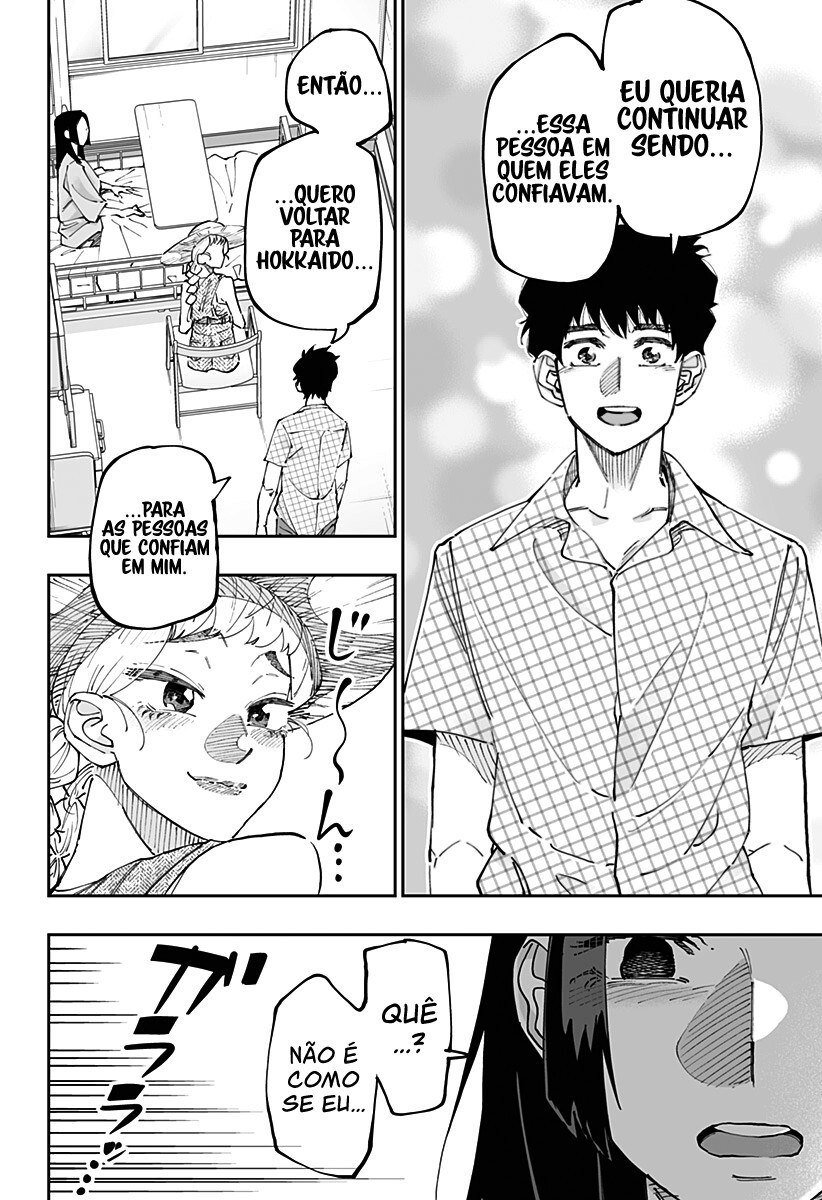 EU QUERIA
CONTINUAR
SENDO...
...ESSA
PESSOA EM
QUEM ELES
CONFIAVAM.
ENTÃO...
...QUERO
VOLTAR
PARA
HOKKAIDO...
...PARA
AS PESSOAS
QUE CONFIAM
EM MIM.
じ〜ん…
QUÊ
...?
NÃO É
COMO
SE EU...
ガラララッ…